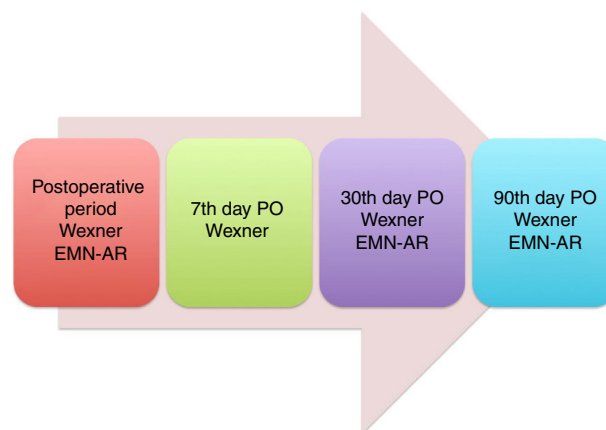 Postoperative
period
Wexner
EMN-AR
7th day PO
Wexner
30th day PO
Wexner
EMN-AR
90th day PO
Wexner
EMN-AR